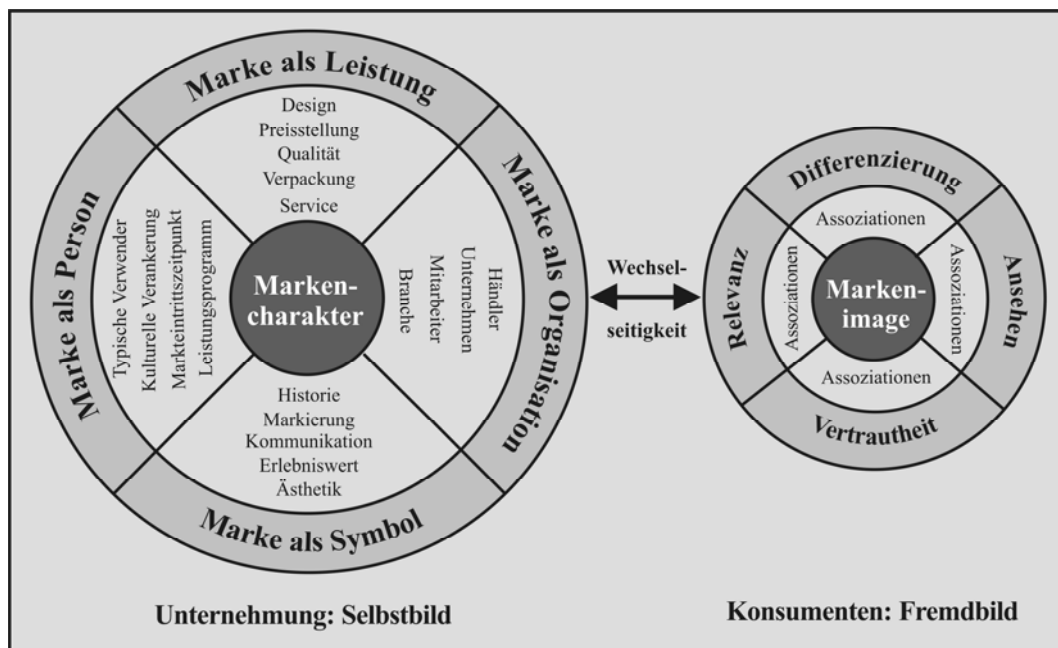 Marke als Leistung
Design
Preisstellung
Qualität
Verpackung
Service
Marke als Person
Typische Verwender
Kulturelle Verankerung
Markteintrittszeitpunkt
Leistungsprogramm
Marken-
charakter
Branche
Mitarbeiter
Unternehmen
Händler
Marke als Organisation
Historie
Markierung
Kommunikation
Erlebniswert
Ästhetik
Marke als Symbol
Wechsel-
seitigkeit
Differenzierung
Assoziationen
Relevanz
Assoziationen
Marken-
image
Assoziationen
Ansehen
Assoziationen
Vertrautheit
Unternehmung: Selbstbild
Konsumenten: Fremdbild